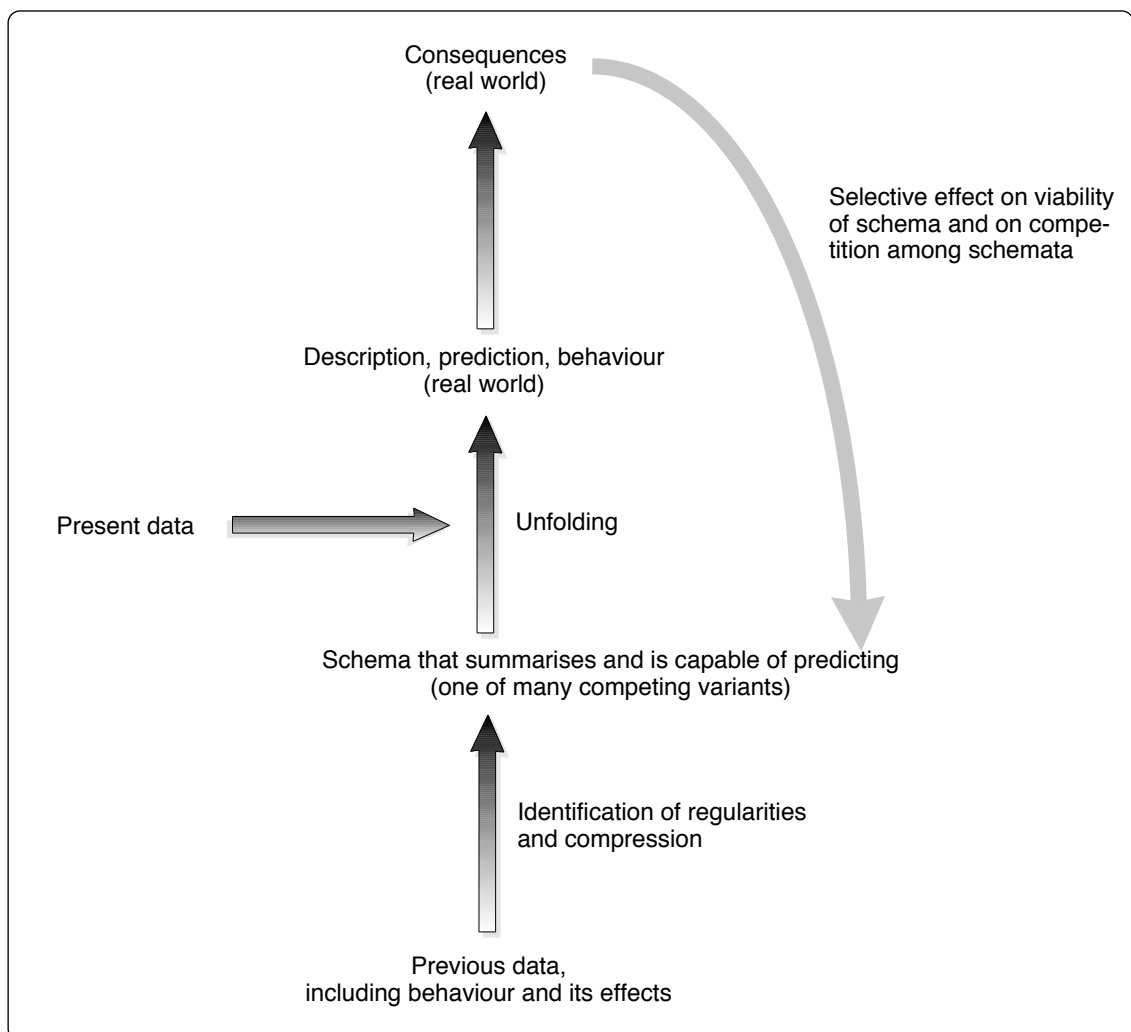 Consequences
(real world)
Selective effect on viability
of schema and on compe-
tition among schemata
Description, prediction, behaviour
(real world)
Present data
Unfolding
Schema that summarises and is capable of predicting
(one of many competing variants)
Identification of regularities
and compression
Previous data,
including behaviour and its effects